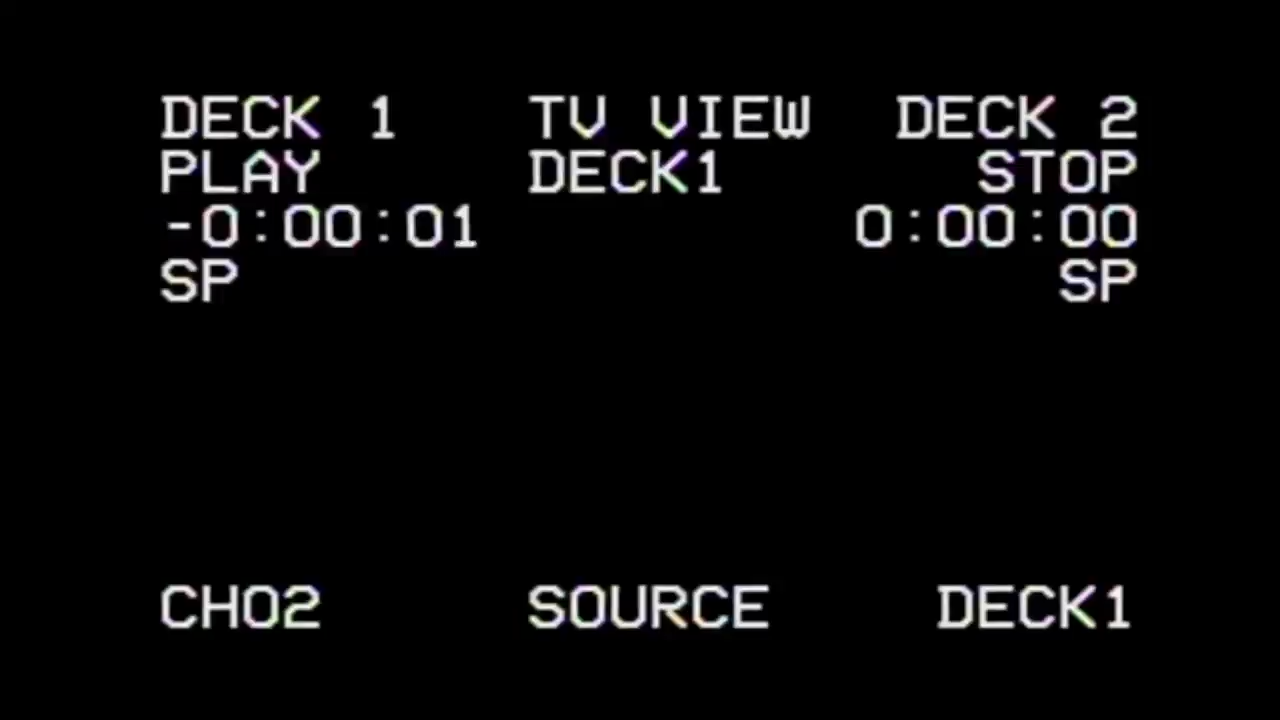 DECK 1 TV VIEW DECK 2
PLAY DECK1 STOP
-0:00:01 0:00:00
SP SP
CH02 SOURCE DECK1